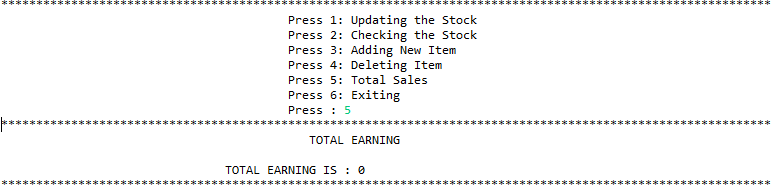 **************************************************************************************************************
Press 1: Updating the Stock
Press 2: Checking the Stock
Press 3: Adding New Item
Press 4: Deleting Item
Press 5: Total Sales
Press 6: Exiting
Press : 5
**************************************************************************************************************
TOTAL EARNING
TOTAL EARNING IS : 0
**************************************************************************************************************